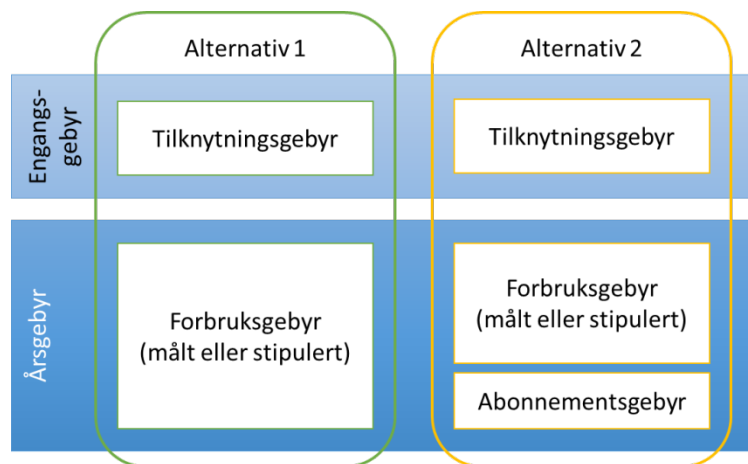 Alternativ 1
Alternativ 2
Engangs-
gebyr
Tilknytningsgebyr
Tilknytningsgebyr
Årsgebyr
Forbruksgebyr
(målt eller stipulert)
Forbruksgebyr
(målt eller stipulert)
Abonnementsgebyr